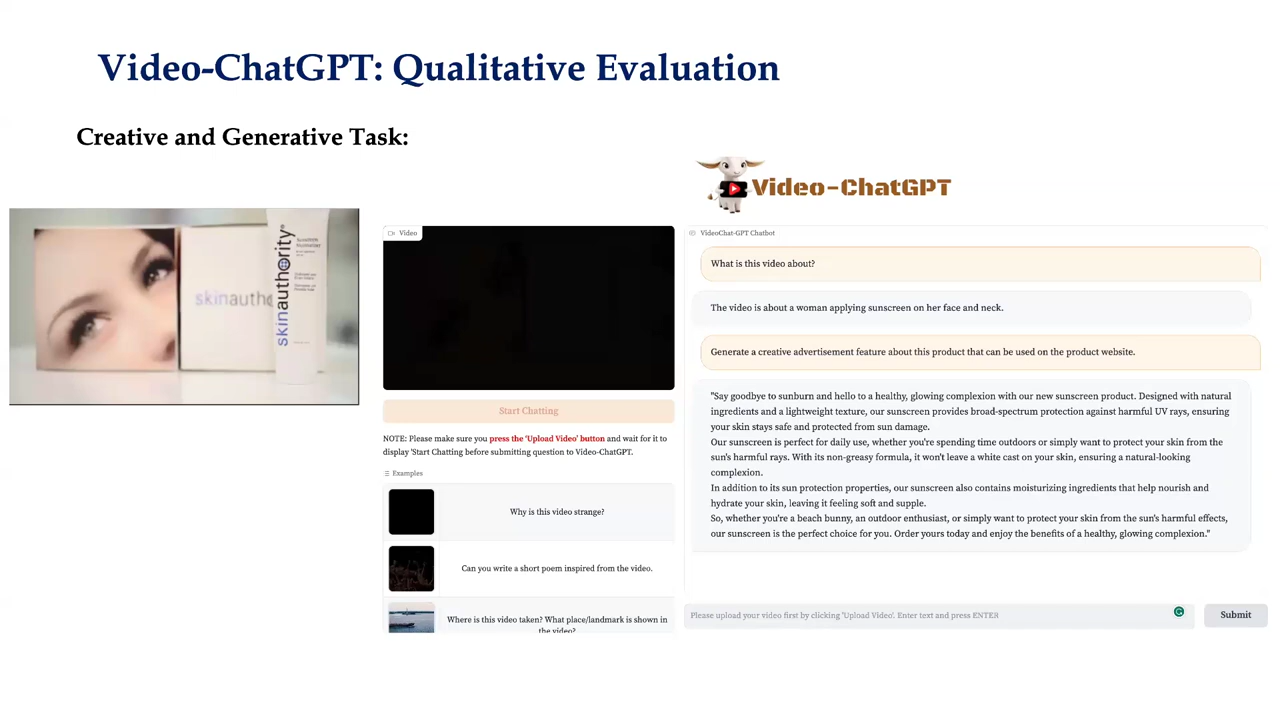 Video-ChatGPT: Qualitative Evaluation
Creative and Generative Task:
skinauth
skinauthority
Video-ChatGPT
Video
Start Chatting
NOTE: Please make sure you press the 'Upload Video' button and wait for it to
display 'Start Chatting before submitting question to Video-ChatGPT.
Examples
Why is this video strange?
Can you write a short poem inspired from the video.
Where is this video taken? What place/landmark is shown in
the video?
VideoChat-GPT Chatbot
What is this video about?
The video is about a woman applying sunscreen on her face and neck.
Generate a creative advertisement feature about this product that can be used on the product website.
"Say goodbye to sunburn and hello to a healthy, glowing complexion with our new sunscreen product. Designed with natural
ingredients and a lightweight texture, our sunscreen provides broad-spectrum protection against harmful UV rays, ensuring
your skin stays safe and protected from sun damage.
Our sunscreen is perfect for daily use, whether you're spending time outdoors or simply want to protect your skin from the
sun's harmful rays. With its non-greasy formula, it won't leave a white cast on your skin, ensuring a natural-looking
complexion.
In addition to its sun protection properties, our sunscreen also contains moisturizing ingredients that help nourish and
hydrate your skin, leaving it feeling soft and supple.
So, whether you're a beach bunny, an outdoor enthusiast, or simply want to protect your skin from the sun's harmful effects,
our sunscreen is the perfect choice for you. Order yours today and enjoy the benefits of a healthy, glowing complexion."
Please upload your video first by clicking 'Upload Video'. Enter text and press ENTER
Submit